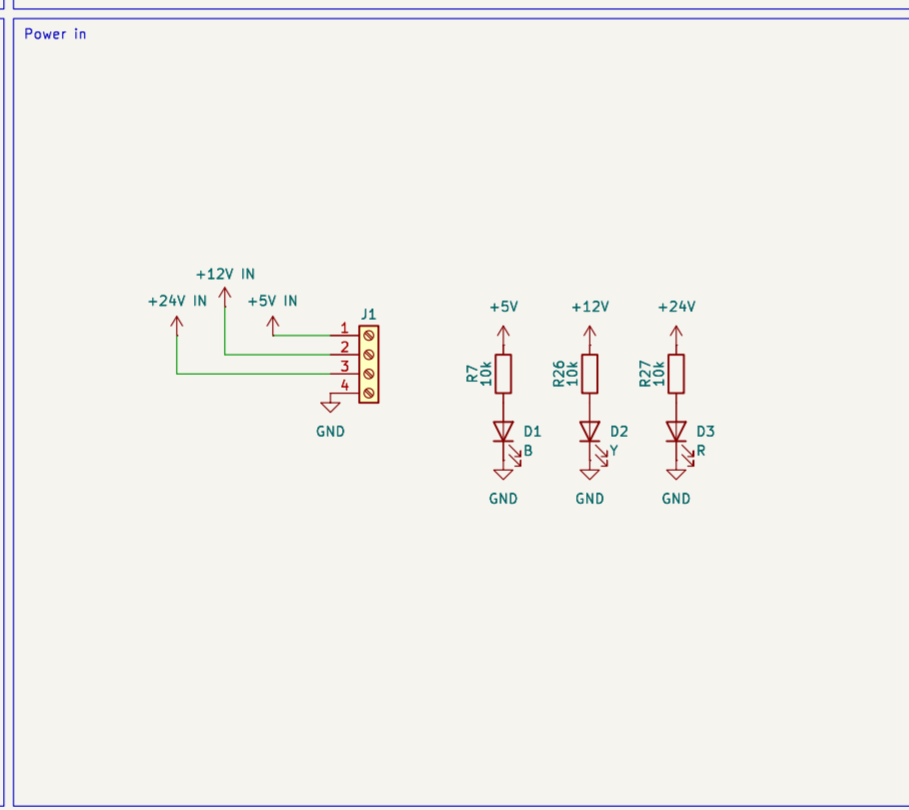 Power in
+12V IN
+24V IN
+5V IN
J1
1
2
3
4
GND
+5V
+12V
+24V
R7
10k
R26
10k
R27
10k
D1
B
D2
Y
D3
R
GND
GND
GND